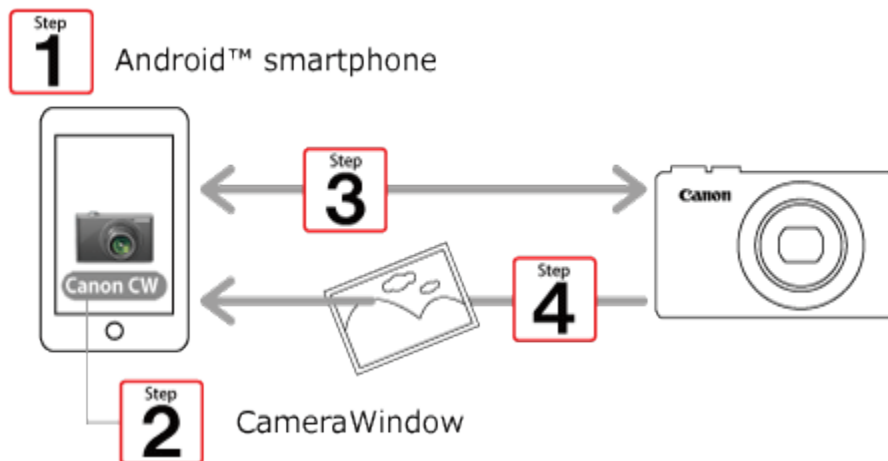 Step
1
Android™ smartphone
Step
3
Canon
Canon CW
Step
4
Step
2
CameraWindow